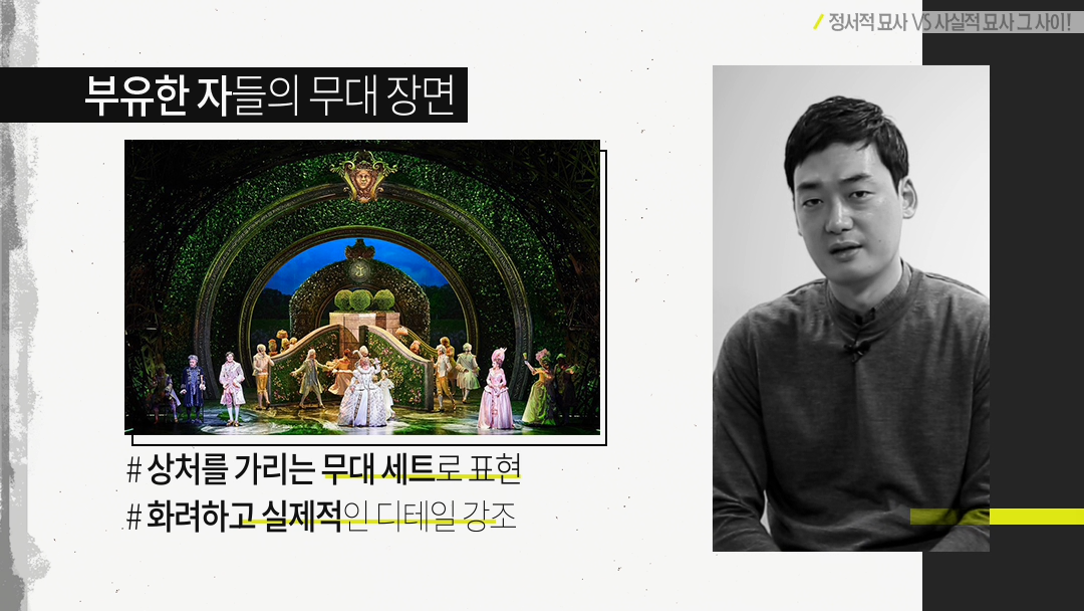 정서적 묘사 VS 사실적 묘사 그 사이!
부유한 자들의 무대 장면
# 상처를 가리는 무대 세트로 표현
# 화려하고 실제적인 디테일 강조